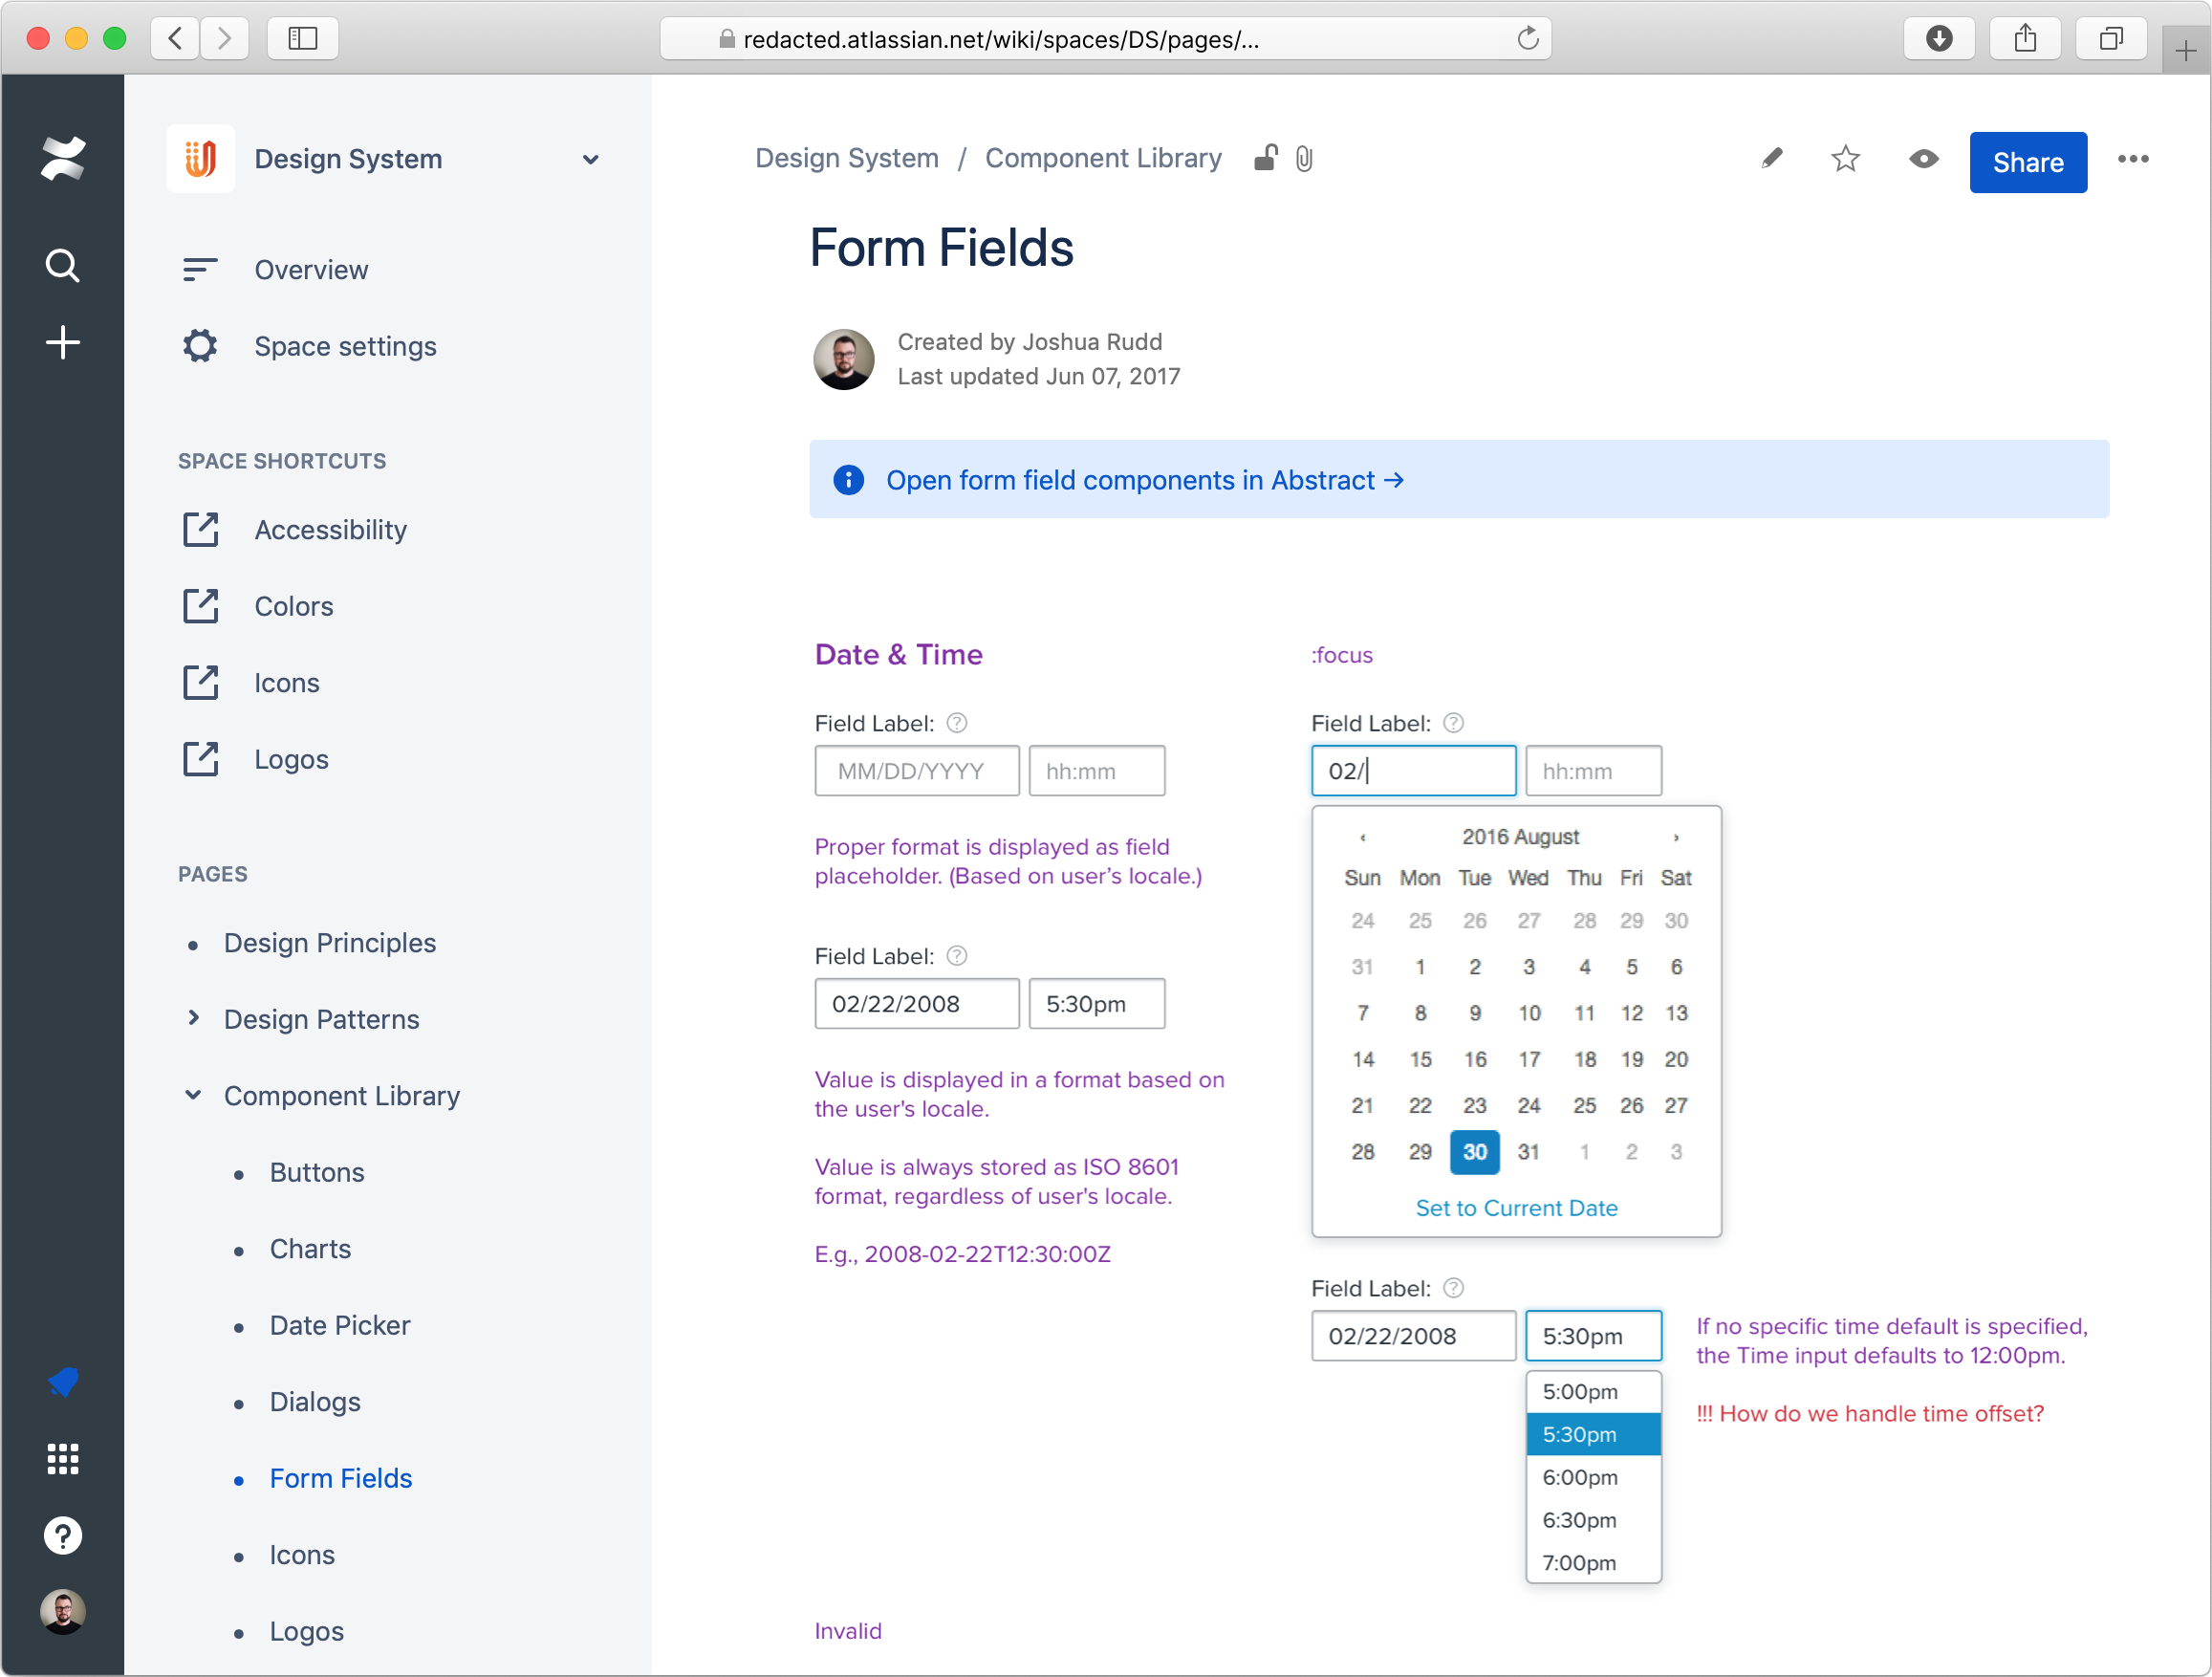 redacted.atlassian.net/wiki/spaces/DS/pages/...
Design System
Overview
Space settings
SPACE SHORTCUTS
Accessibility
Colors
Icons
Logos
PAGES
Design Principles
Design Patterns
Component Library
Buttons
Charts
Date Picker
Dialogs
Form Fields
Icons
Logos
Design System / Component Library
Share
Form Fields
Created by Joshua Rudd
Last updated Jun 07, 2017
Open form field components in Abstract →
Date & Time
Field Label: ?
MM/DD/YYYY hh:mm
Proper format is displayed as field
placeholder. (Based on user’s locale.)
Field Label: ?
02/22/2008 5:30pm
Value is displayed in a format based on
the user's locale.
Value is always stored as ISO 8601
format, regardless of user's locale.
E.g., 2008-02-22T12:30:00Z
:focus
Field Label: ?
02/ hh:mm
‹ 2016 August ›
Sun Mon Tue Wed Thu Fri Sat
24 25 26 27 28 29 30
31 1 2 3 4 5 6
7 8 9 10 11 12 13
14 15 16 17 18 19 20
21 22 23 24 25 26 27
28 29 30 31 1 2 3
Set to Current Date
Field Label: ?
02/22/2008 5:30pm
5:00pm
5:30pm
6:00pm
6:30pm
7:00pm
If no specific time default is specified,
the Time input defaults to 12:00pm.
!!! How do we handle time offset?
Invalid